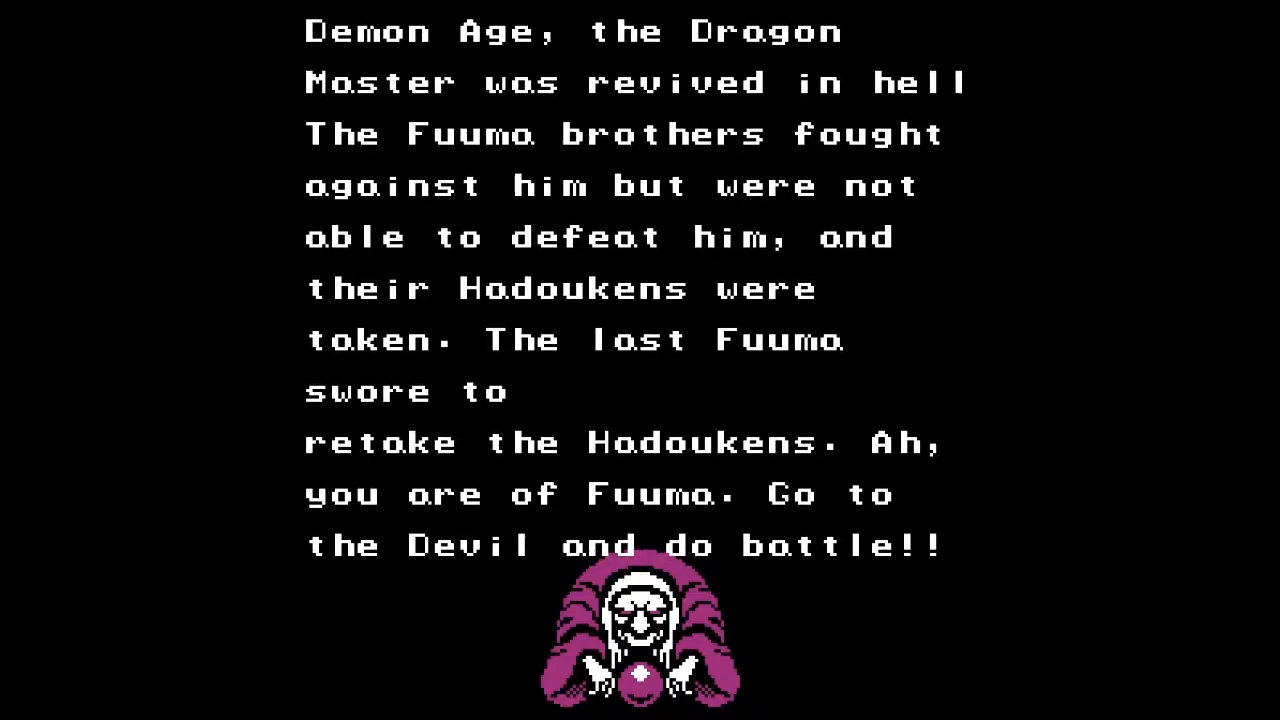 Demon Age, the Dragon
Master was revived in hell
The Fuuma brothers fought
against him but were not
able to defeat him, and
their Hadoukens were
taken. The last Fuuma
swore to
retake the Hadoukens. Ah,
you are of Fuuma. Go to
the Devil and do battle!!